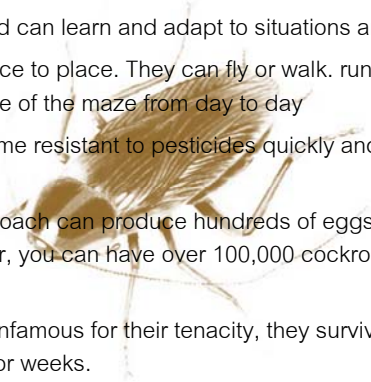 d can learn and adapt to situations a
ce to place. They can fly or walk. run
e of the maze from day to day
me resistant to pesticides quickly and
oach can produce hundreds of eggs
r, you can have over 100,000 cockro
nfamous for their tenacity, they surviv
or weeks.